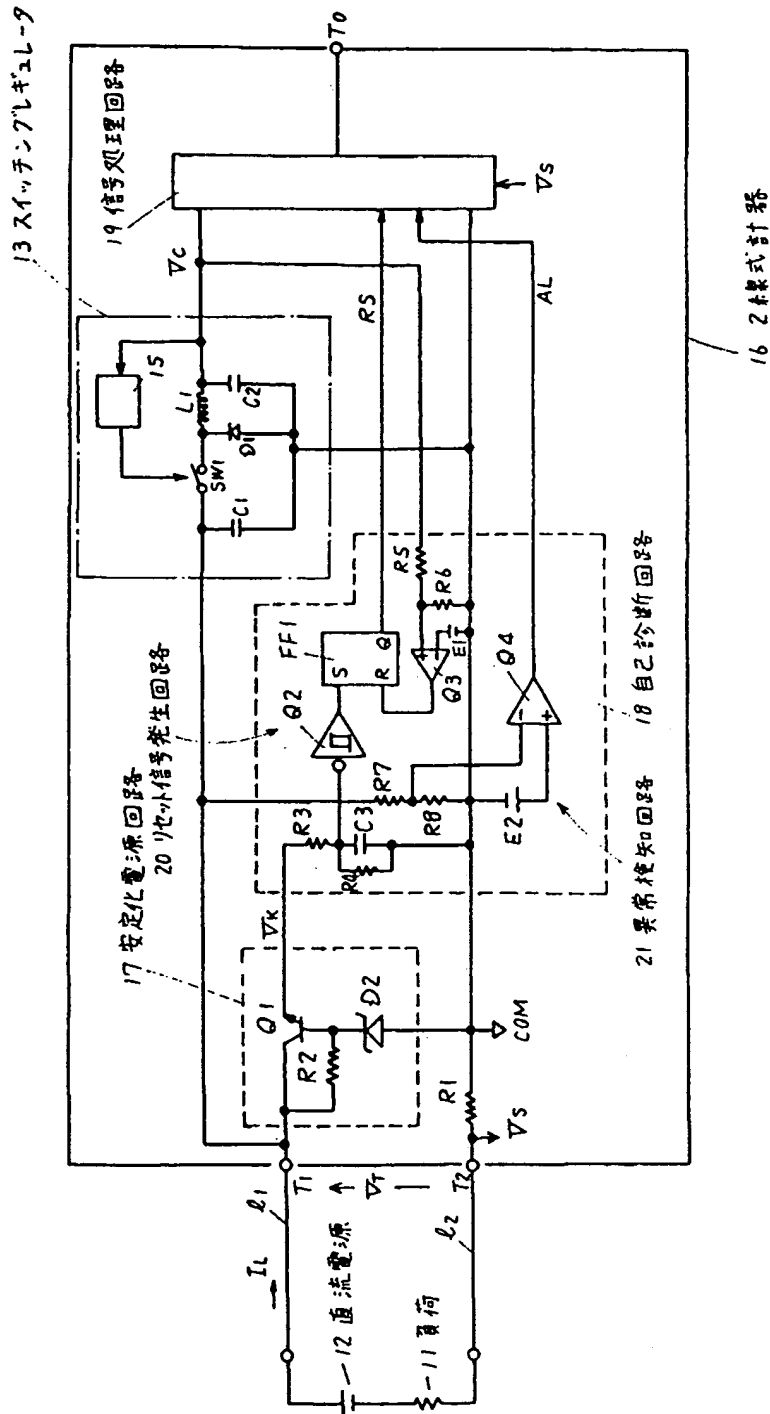 13 スイッチングレギュレータ
19 信号処理回路
T0
VC
VS
15
L1
C2
D1
SW1
C1
RS
AL
16 2線式計器
17 安定化電源回路
20 リセット信号発生回路
FF1
S
R
Q
Q2
R5
R6
E1
Q3
Q4
18 自己診断回路
21 異常検知回路
R3
C3
R4
R7
R8
E2
VK
Q1
R2
D2
COM
R1
VS
T1
VT
T2
ℓ1
ℓ2
IL
12 直流電源
11 負荷